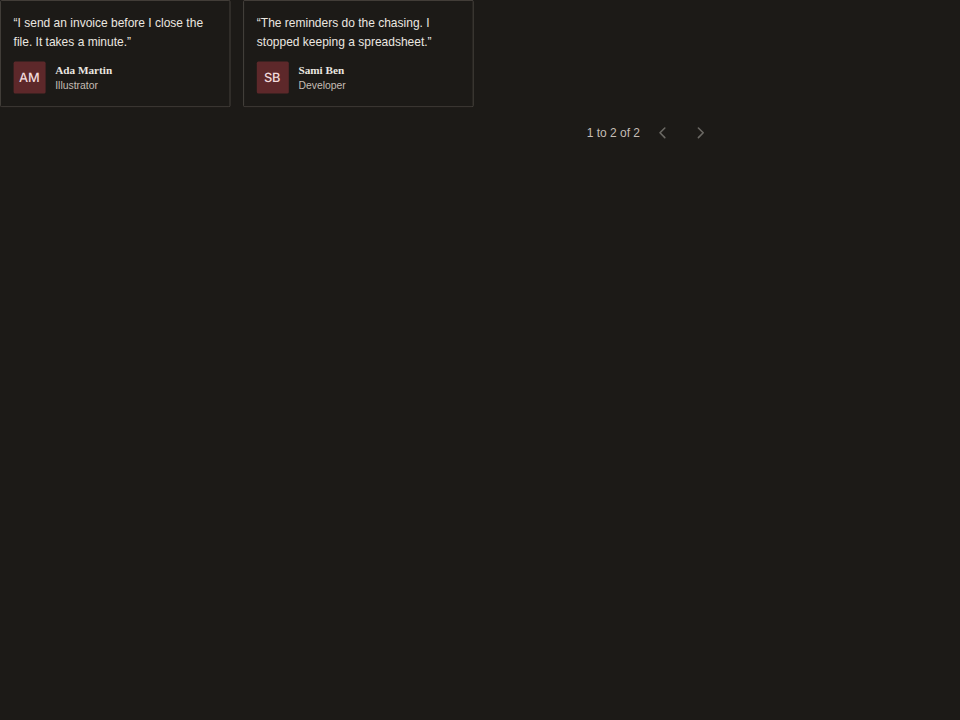 “I send an invoice before I close the
file. It takes a minute.”
AM
Ada Martin
Illustrator
“The reminders do the chasing. I
stopped keeping a spreadsheet.”
SB
Sami Ben
Developer
1 to 2 of 2